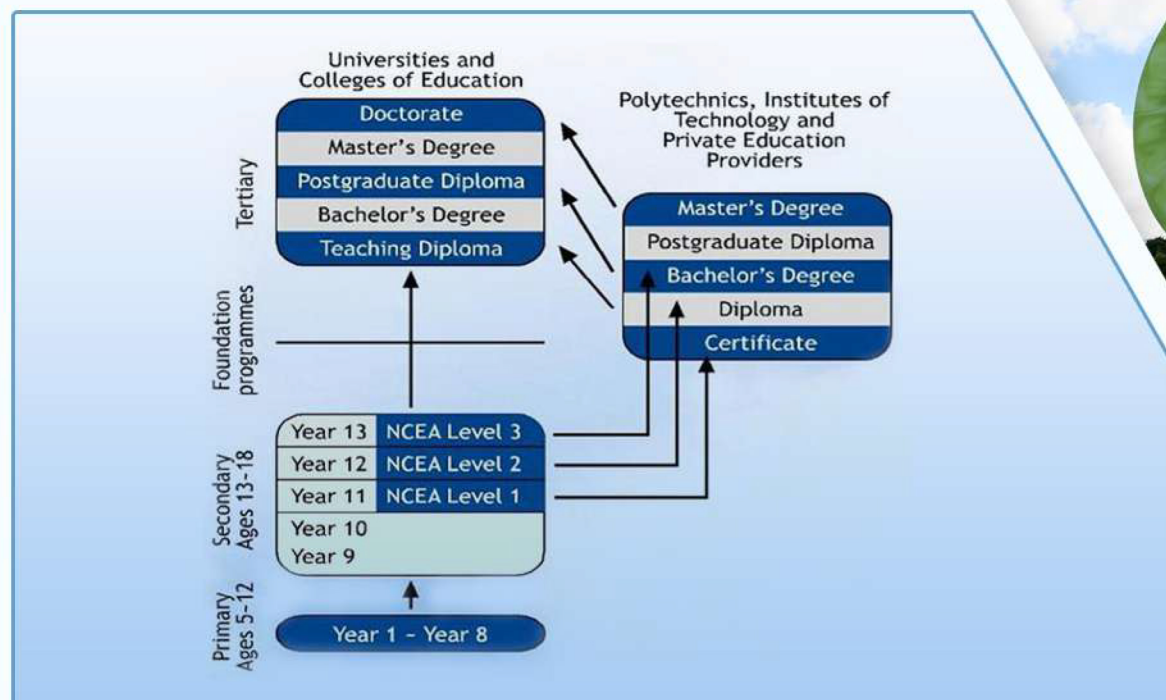 Universities and
Colleges of Education
Doctorate
Master's Degree
Postgraduate Diploma
Bachelor's Degree
Teaching Diploma
Polytechnics, Institutes of
Technology and
Private Education
Providers
Master's Degree
Postgraduate Diploma
Bachelor's Degree
Diploma
Certificate
Tertiary
Foundation
programmes
Secondary
Ages 13-18
Year 13 NCEA Level 3
Year 12 NCEA Level 2
Year 11 NCEA Level 1
Year 10
Year 9
Primary
Ages 5-12
Year 1 – Year 8